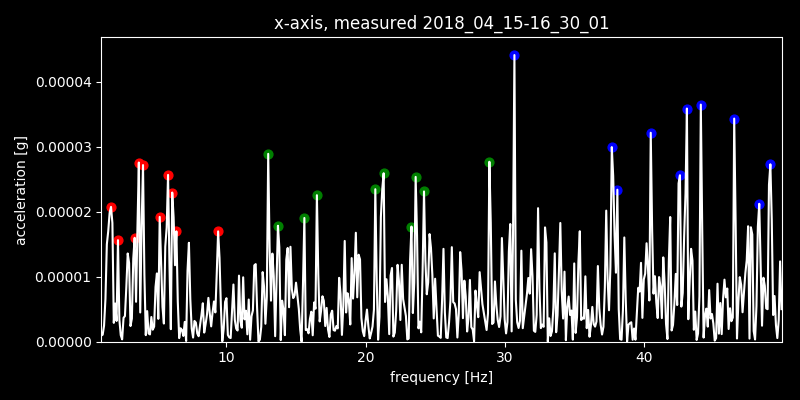 x-axis, measured 2018_04_15-16_30_01
0.00004
0.00003
0.00002
0.00001
0.00000
acceleration [g]
10 20 30 40
frequency [Hz]